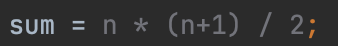 sum = n * (n+1) / 2;